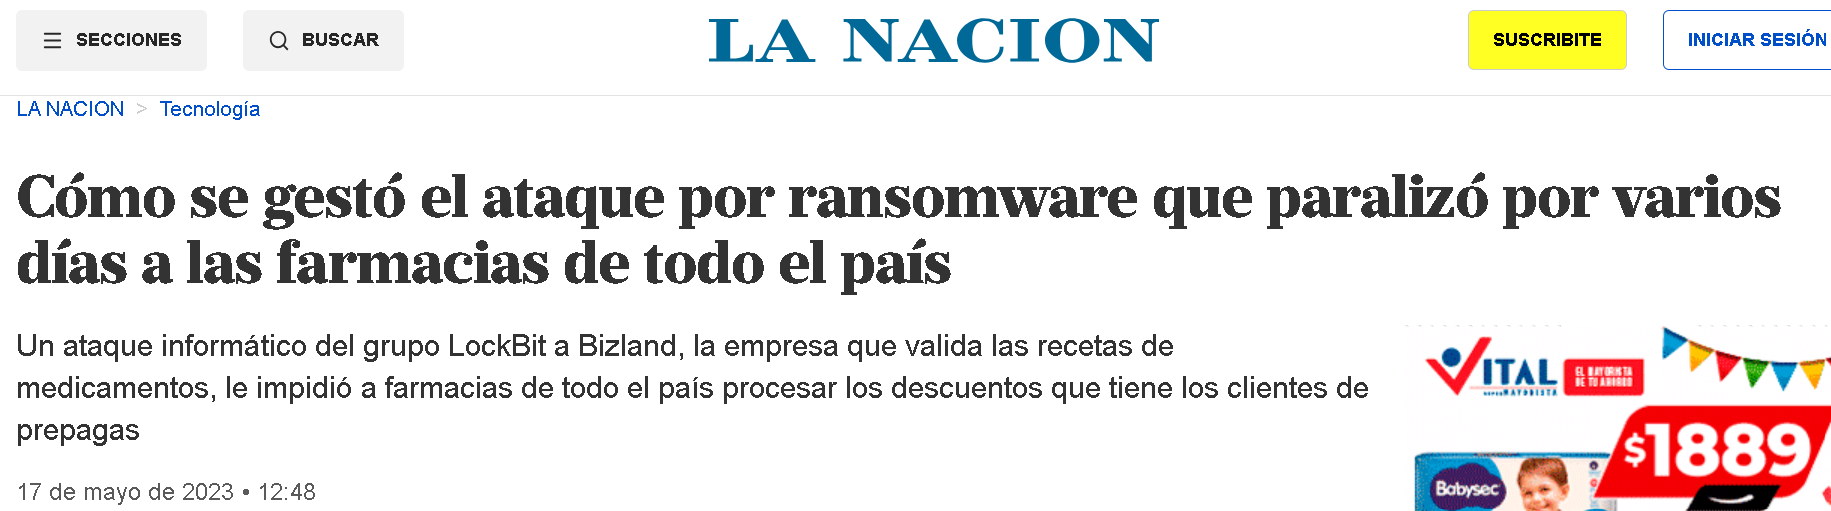 SECCIONES
BUSCAR
LA NACION
SUSCRIBITE
INICIAR SESIÓN
LA NACION > Tecnología
Cómo se gestó el ataque por ransomware que paralizó por varios
días a las farmacias de todo el país
Un ataque informático del grupo LockBit a Bizland, la empresa que valida las recetas de
medicamentos, le impidió a farmacias de todo el país procesar los descuentos que tiene los clientes de
prepagas
17 de mayo de 2023 • 12:48
VITAL
SUPERMAYORISTA
EL MAYORISTA
DE TU AHORRO
$1889
Babysec